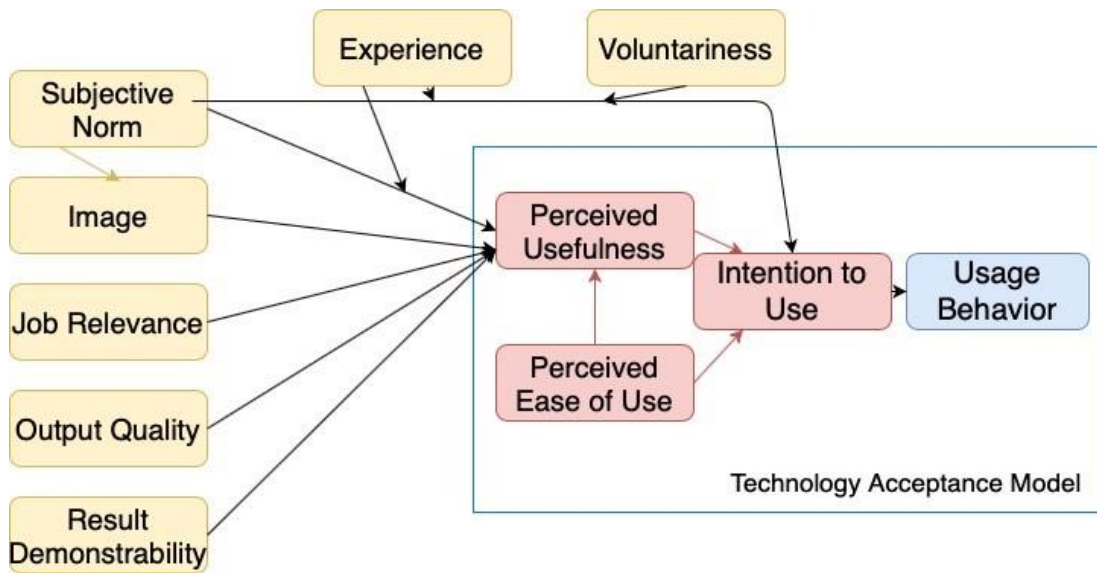 Experience
Voluntariness
Subjective
Norm
Image
Job Relevance
Output Quality
Result
Demonstrability
Perceived
Usefulness
Intention to
Use
Usage
Behavior
Perceived
Ease of Use
Technology Acceptance Model